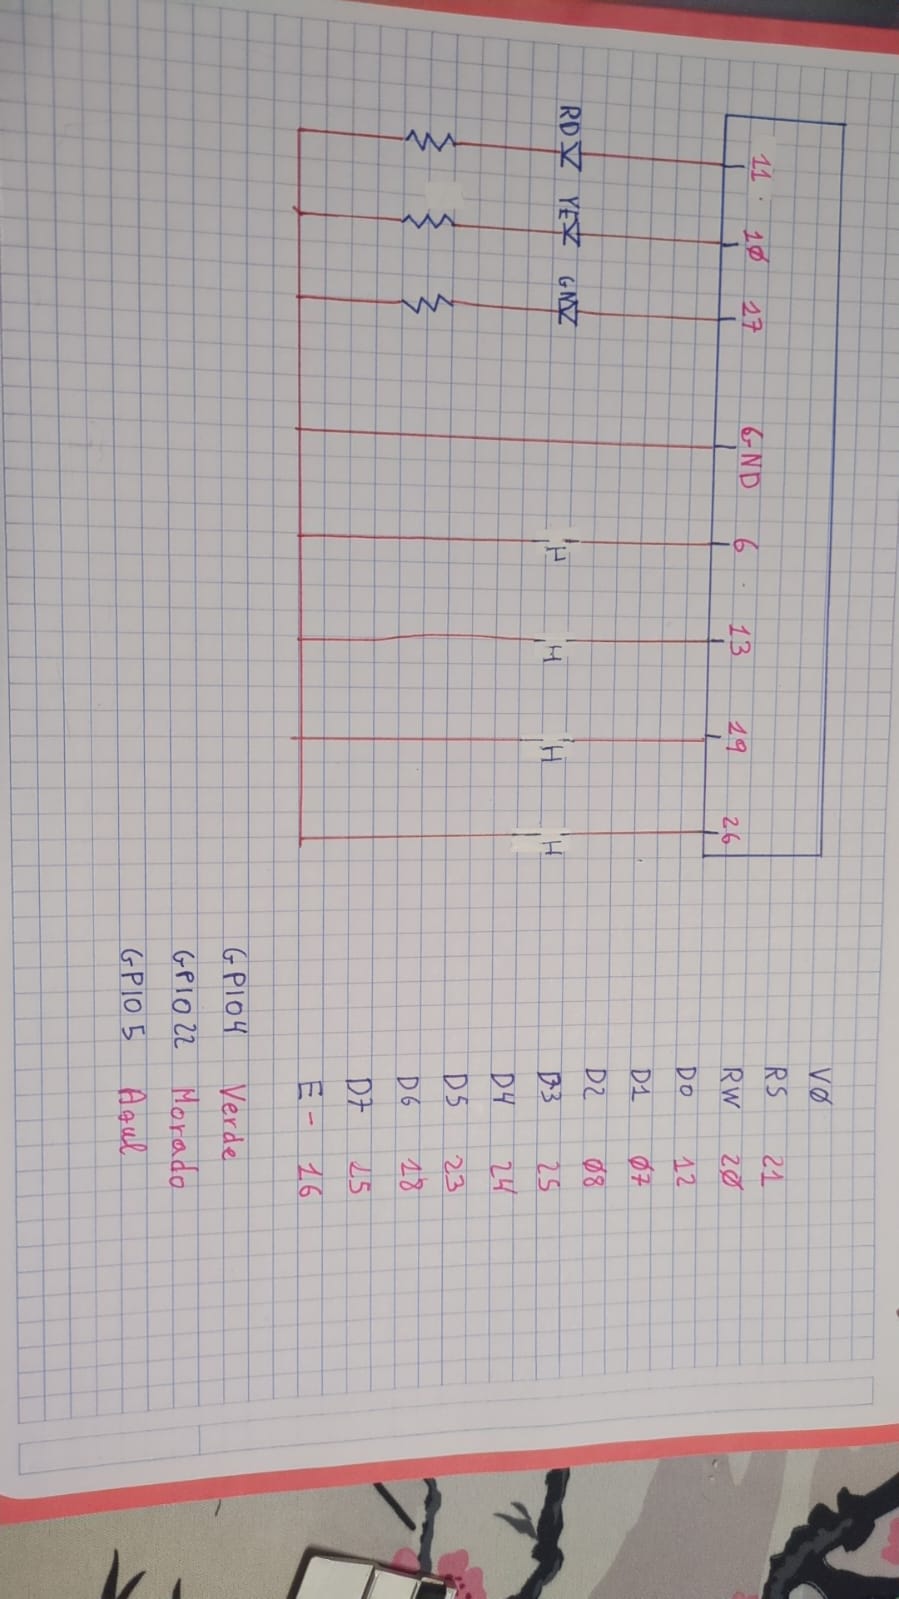 11 10 17 GND 6 13 19 26
RD YE GN
H H H H
V0
RS 21
RW 20
D0 12
D1 07
D2 08
D3 25
D4 24
D5 23
D6 18
D7 15
E - 16
GPIO4 Verde
GPIO22 Morado
GPIO5 Azul